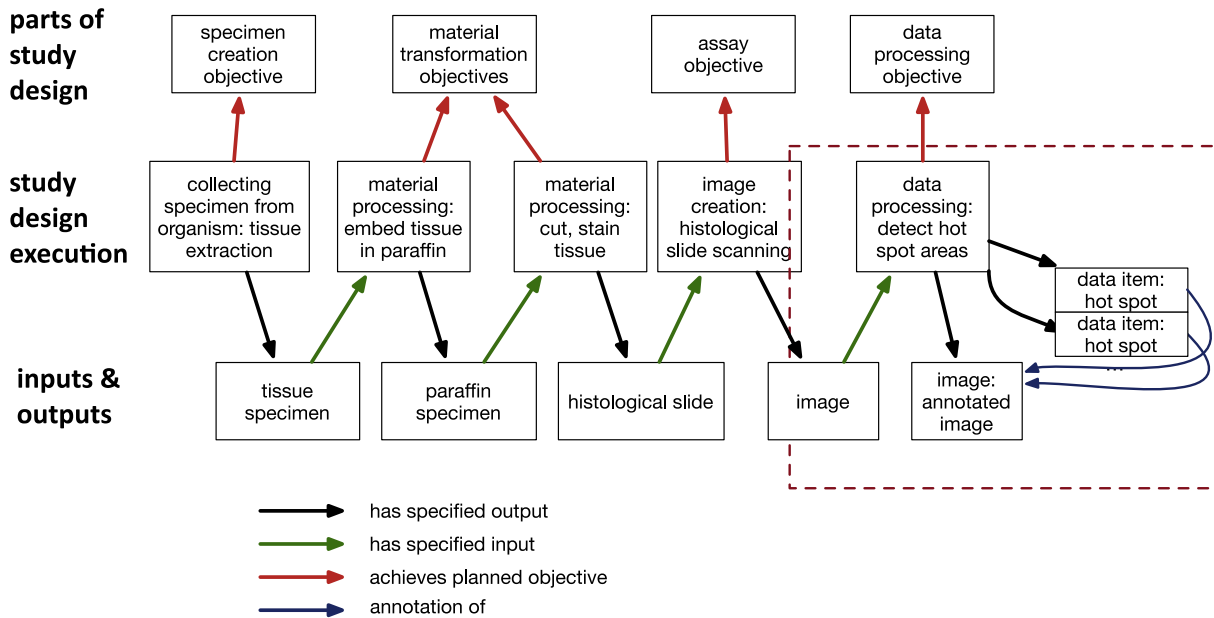 parts of
study
design
specimen
creation
objective
material
transformation
objectives
assay
objective
data
processing
objective
study
design
execution
collecting
specimen from
organism: tissue
extraction
material
processing:
embed tissue
in paraffin
material
processing:
cut, stain
tissue
image
creation:
histological
slide scanning
data
processing:
detect hot
spot areas
data item:
hot spot
data item:
hot spot
...
inputs &
outputs
tissue
specimen
paraffin
specimen
histological slide
image
image:
annotated
image
has specified output
has specified input
achieves planned objective
annotation of